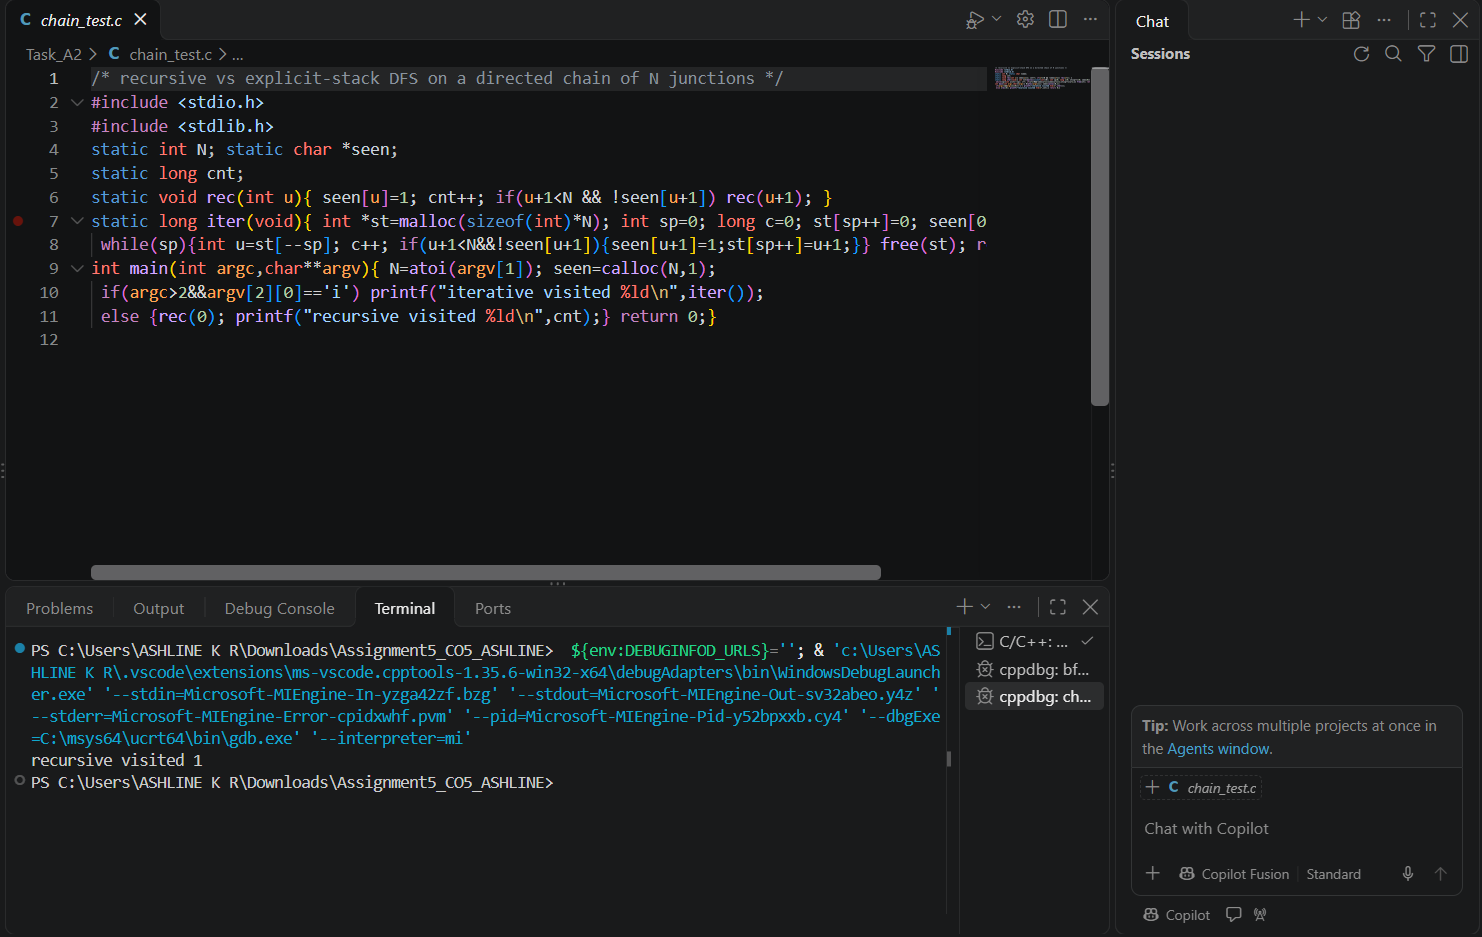 C chain_test.c
Task_A2 > C chain_test.c > ...
1 /* recursive vs explicit-stack DFS on a directed chain of N junctions */
2 #include <stdio.h>
3 #include <stdlib.h>
4 static int N; static char *seen;
5 static long cnt;
6 static void rec(int u){ seen[u]=1; cnt++; if(u+1<N && !seen[u+1]) rec(u+1); }
7 static long iter(void){ int *st=malloc(sizeof(int)*N); int sp=0; long c=0; st[sp++]=0; seen[0
8 while(sp){int u=st[--sp]; c++; if(u+1<N&&!seen[u+1]){seen[u+1]=1;st[sp++]=u+1;}} free(st); r
9 int main(int argc,char**argv){ N=atoi(argv[1]); seen=calloc(N,1);
10 if(argc>2&&argv[2][0]=='i') printf("iterative visited %ld\n",iter());
11 else {rec(0); printf("recursive visited %ld\n",cnt);} return 0;}
12
Problems Output Debug Console Terminal Ports
PS C:\Users\ASHLINE K R\Downloads\Assignment5_CO5_ASHLINE>  ${env:DEBUGINFOD_URLS}=''; & 'c:\Users\AS
HLINE K R\.vscode\extensions\ms-vscode.cpptools-1.35.6-win32-x64\debugAdapters\bin\WindowsDebugLaunch
er.exe' '--stdin=Microsoft-MIEngine-In-yzga42zf.bzg' '--stdout=Microsoft-MIEngine-Out-sv32abeo.y4z' '
--stderr=Microsoft-MIEngine-Error-cpidxwhf.pvm' '--pid=Microsoft-MIEngine-Pid-y52bpxxb.cy4' '--dbgExe
=C:\msys64\ucrt64\bin\gdb.exe' '--interpreter=mi'
recursive visited 1
PS C:\Users\ASHLINE K R\Downloads\Assignment5_CO5_ASHLINE>
C/C++: ...
cppdbg: bf...
cppdbg: ch...
Chat
Sessions
Tip: Work across multiple projects at once in
the Agents window.
C chain_test.c
Chat with Copilot
Copilot Fusion Standard
Copilot